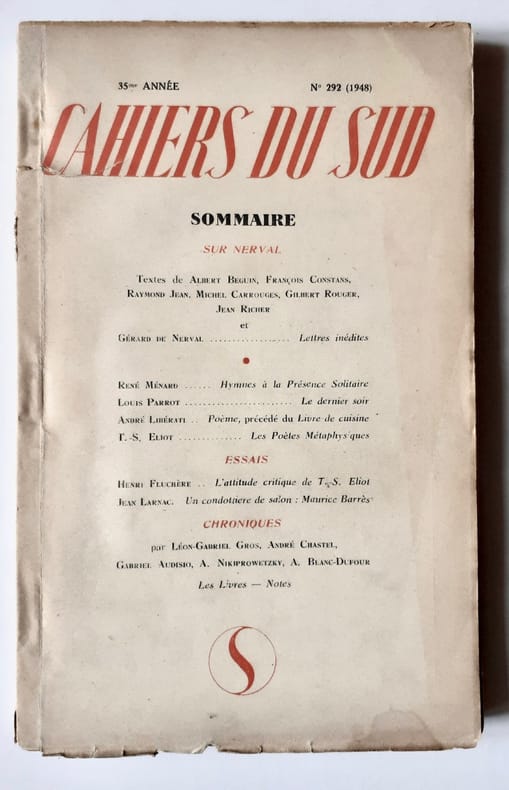 35me ANNÉE N° 292 (1948)
CAHIERS DU SUD
SOMMAIRE
SUR NERVAL
Textes de ALBERT BEGUIN, FRANÇOIS CONSTANS,
RAYMOND JEAN, MICHEL CARROUGES, GILBERT ROUGER,
JEAN RICHER
et
GÉRARD DE NERVAL .................. Lettres inédites
RENÉ MÉNARD ...... Hymnes à la Présence Solitaire
LOUIS PARROT ........................ Le dernier soir
ANDRÉ LIBÉRATI .. Poème, précédé du Livre de cuisine
T.-S. ELIOT .............. Les Poètes Métaphysiques
ESSAIS
HENRI FLUCHÈRE .. L'attitude critique de T.-S. Eliot
JEAN LARNAC. Un condottiere de salon : Maurice Barrès
CHRONIQUES
par LÉON-GABRIEL GROS, ANDRÉ CHASTEL,
GABRIEL AUDISIO, A. NIKIPROWETZKY, A. BLANC-DUFOUR
Les Livres — Notes
S